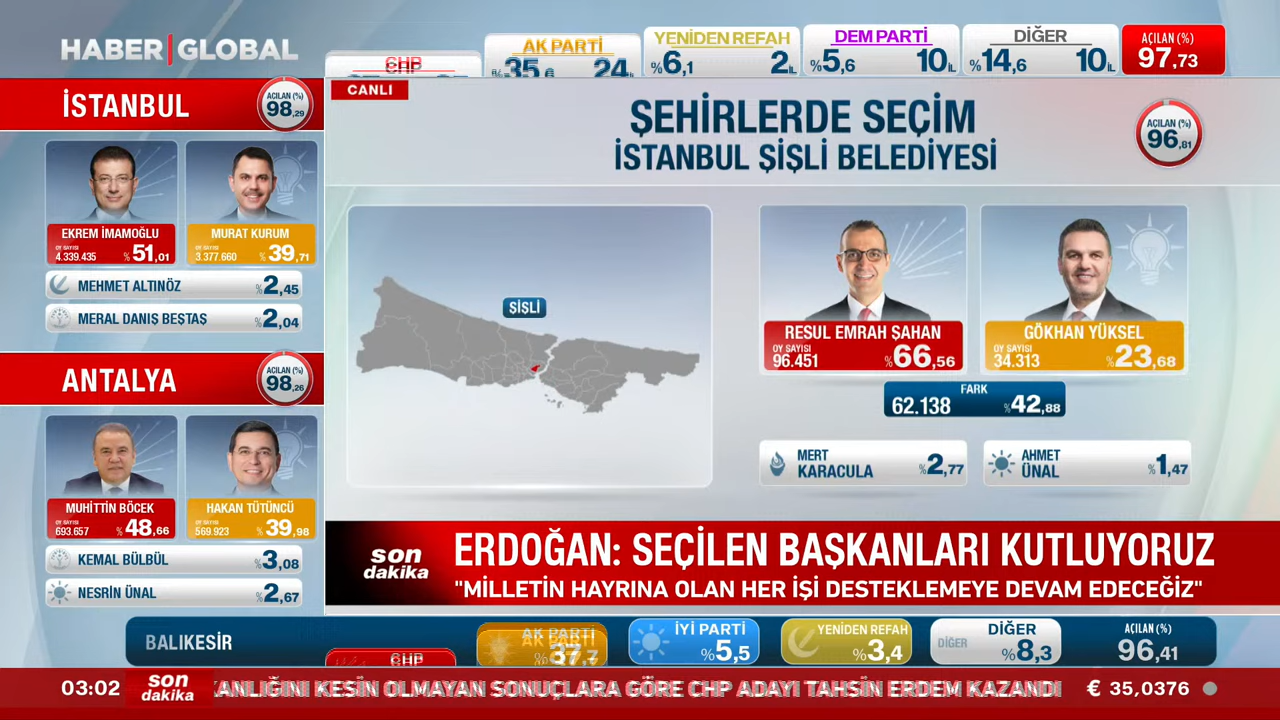 HABER GLOBAL
CHP
AK PARTİ
%35,6 24İL
YENİDEN REFAH
%6,1 2İL
DEM PARTİ
%5,6 10İL
DİĞER
%14,6 10İL
AÇILAN (%)
97,73
İSTANBUL
AÇILAN (%)
98,29
EKREM İMAMOĞLU
OY SAYISI
4.339.435 %51,01
MURAT KURUM
OY SAYISI
3.377.660 %39,71
MEHMET ALTINÖZ %2,45
MERAL DANIŞ BEŞTAŞ %2,04
ANTALYA
AÇILAN (%)
98,26
MUHİTTİN BÖCEK
OY SAYISI
693.657 %48,66
HAKAN TÜTÜNCÜ
OY SAYISI
569.923 %39,98
KEMAL BÜLBÜL %3,08
NESRİN ÜNAL %2,67
CANLI
ŞEHİRLERDE SEÇİM
İSTANBUL ŞİŞLİ BELEDİYESİ
AÇILAN (%)
96,81
ŞİŞLİ
RESUL EMRAH ŞAHAN
OY SAYISI
96.451 %66,56
GÖKHAN YÜKSEL
OY SAYISI
34.313 %23,68
FARK
62.138 %42,88
MERT
KARACULA %2,77
AHMET
ÜNAL %1,47
son
dakika
ERDOĞAN: SEÇİLEN BAŞKANLARI KUTLUYORUZ
"MİLLETİN HAYRINA OLAN HER İŞİ DESTEKLEMEYE DEVAM EDECEĞİZ"
BALIKESİR
CHP
AK PARTİ
%37,7
İYİ PARTİ
%5,5
YENİDEN REFAH
%3,4
DİĞER
DİĞER
%8,3
AÇILAN (%)
96,41
03:02
son
dakika
KANLIĞINI KESİN OLMAYAN SONUÇLARA GÖRE CHP ADAYI TAHSİN ERDEM KAZANDI
€ 35,0376